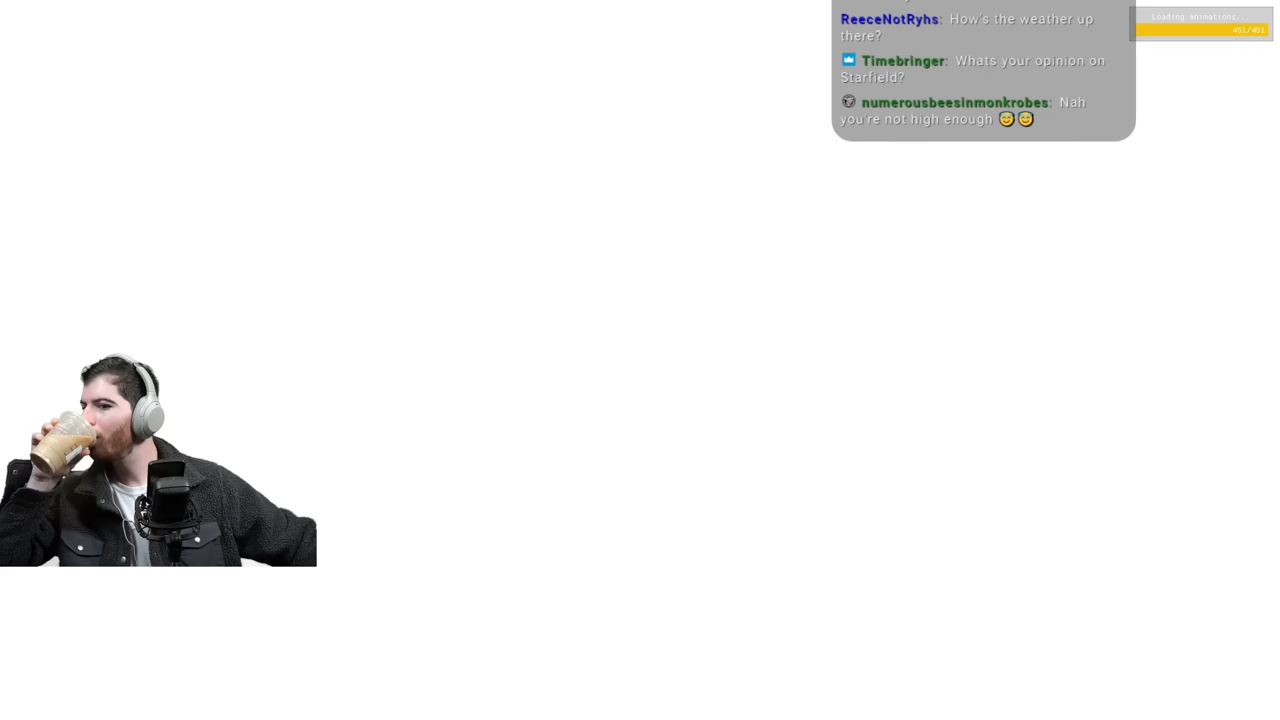 ReeceNotRyhs: How's the weather up
there?
Timebringer: Whats your opinion on
Starfield?
numerousbeesinmonkrobes: Nah
you're not high enough 😇😇
Loading animations..
451/451